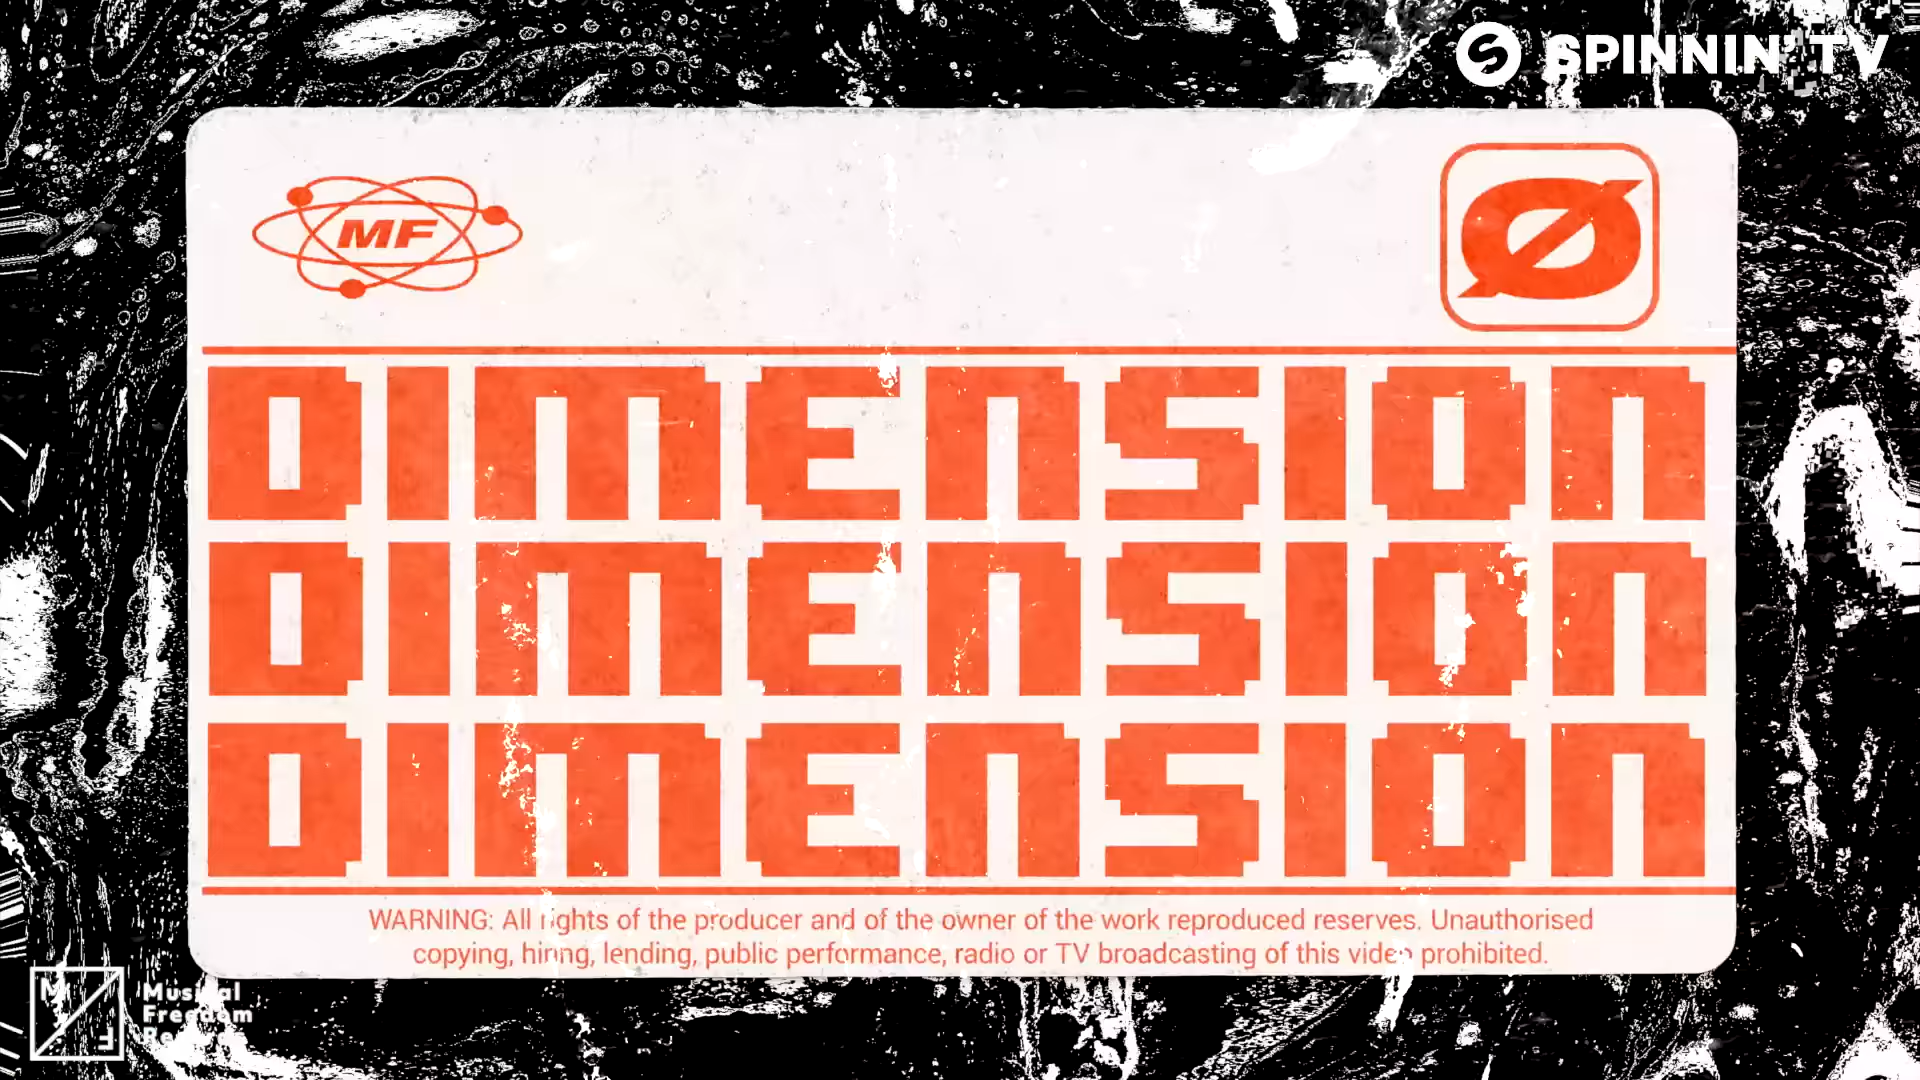 SPINNIN' TV
MF
Ø
DIMENSION
DIMENSION
DIMENSION
WARNING: All rights of the producer and of the owner of the work reproduced reserves. Unauthorised
copying, hiring, lending, public performance, radio or TV broadcasting of this video prohibited.
M
F
Musical
Freedom